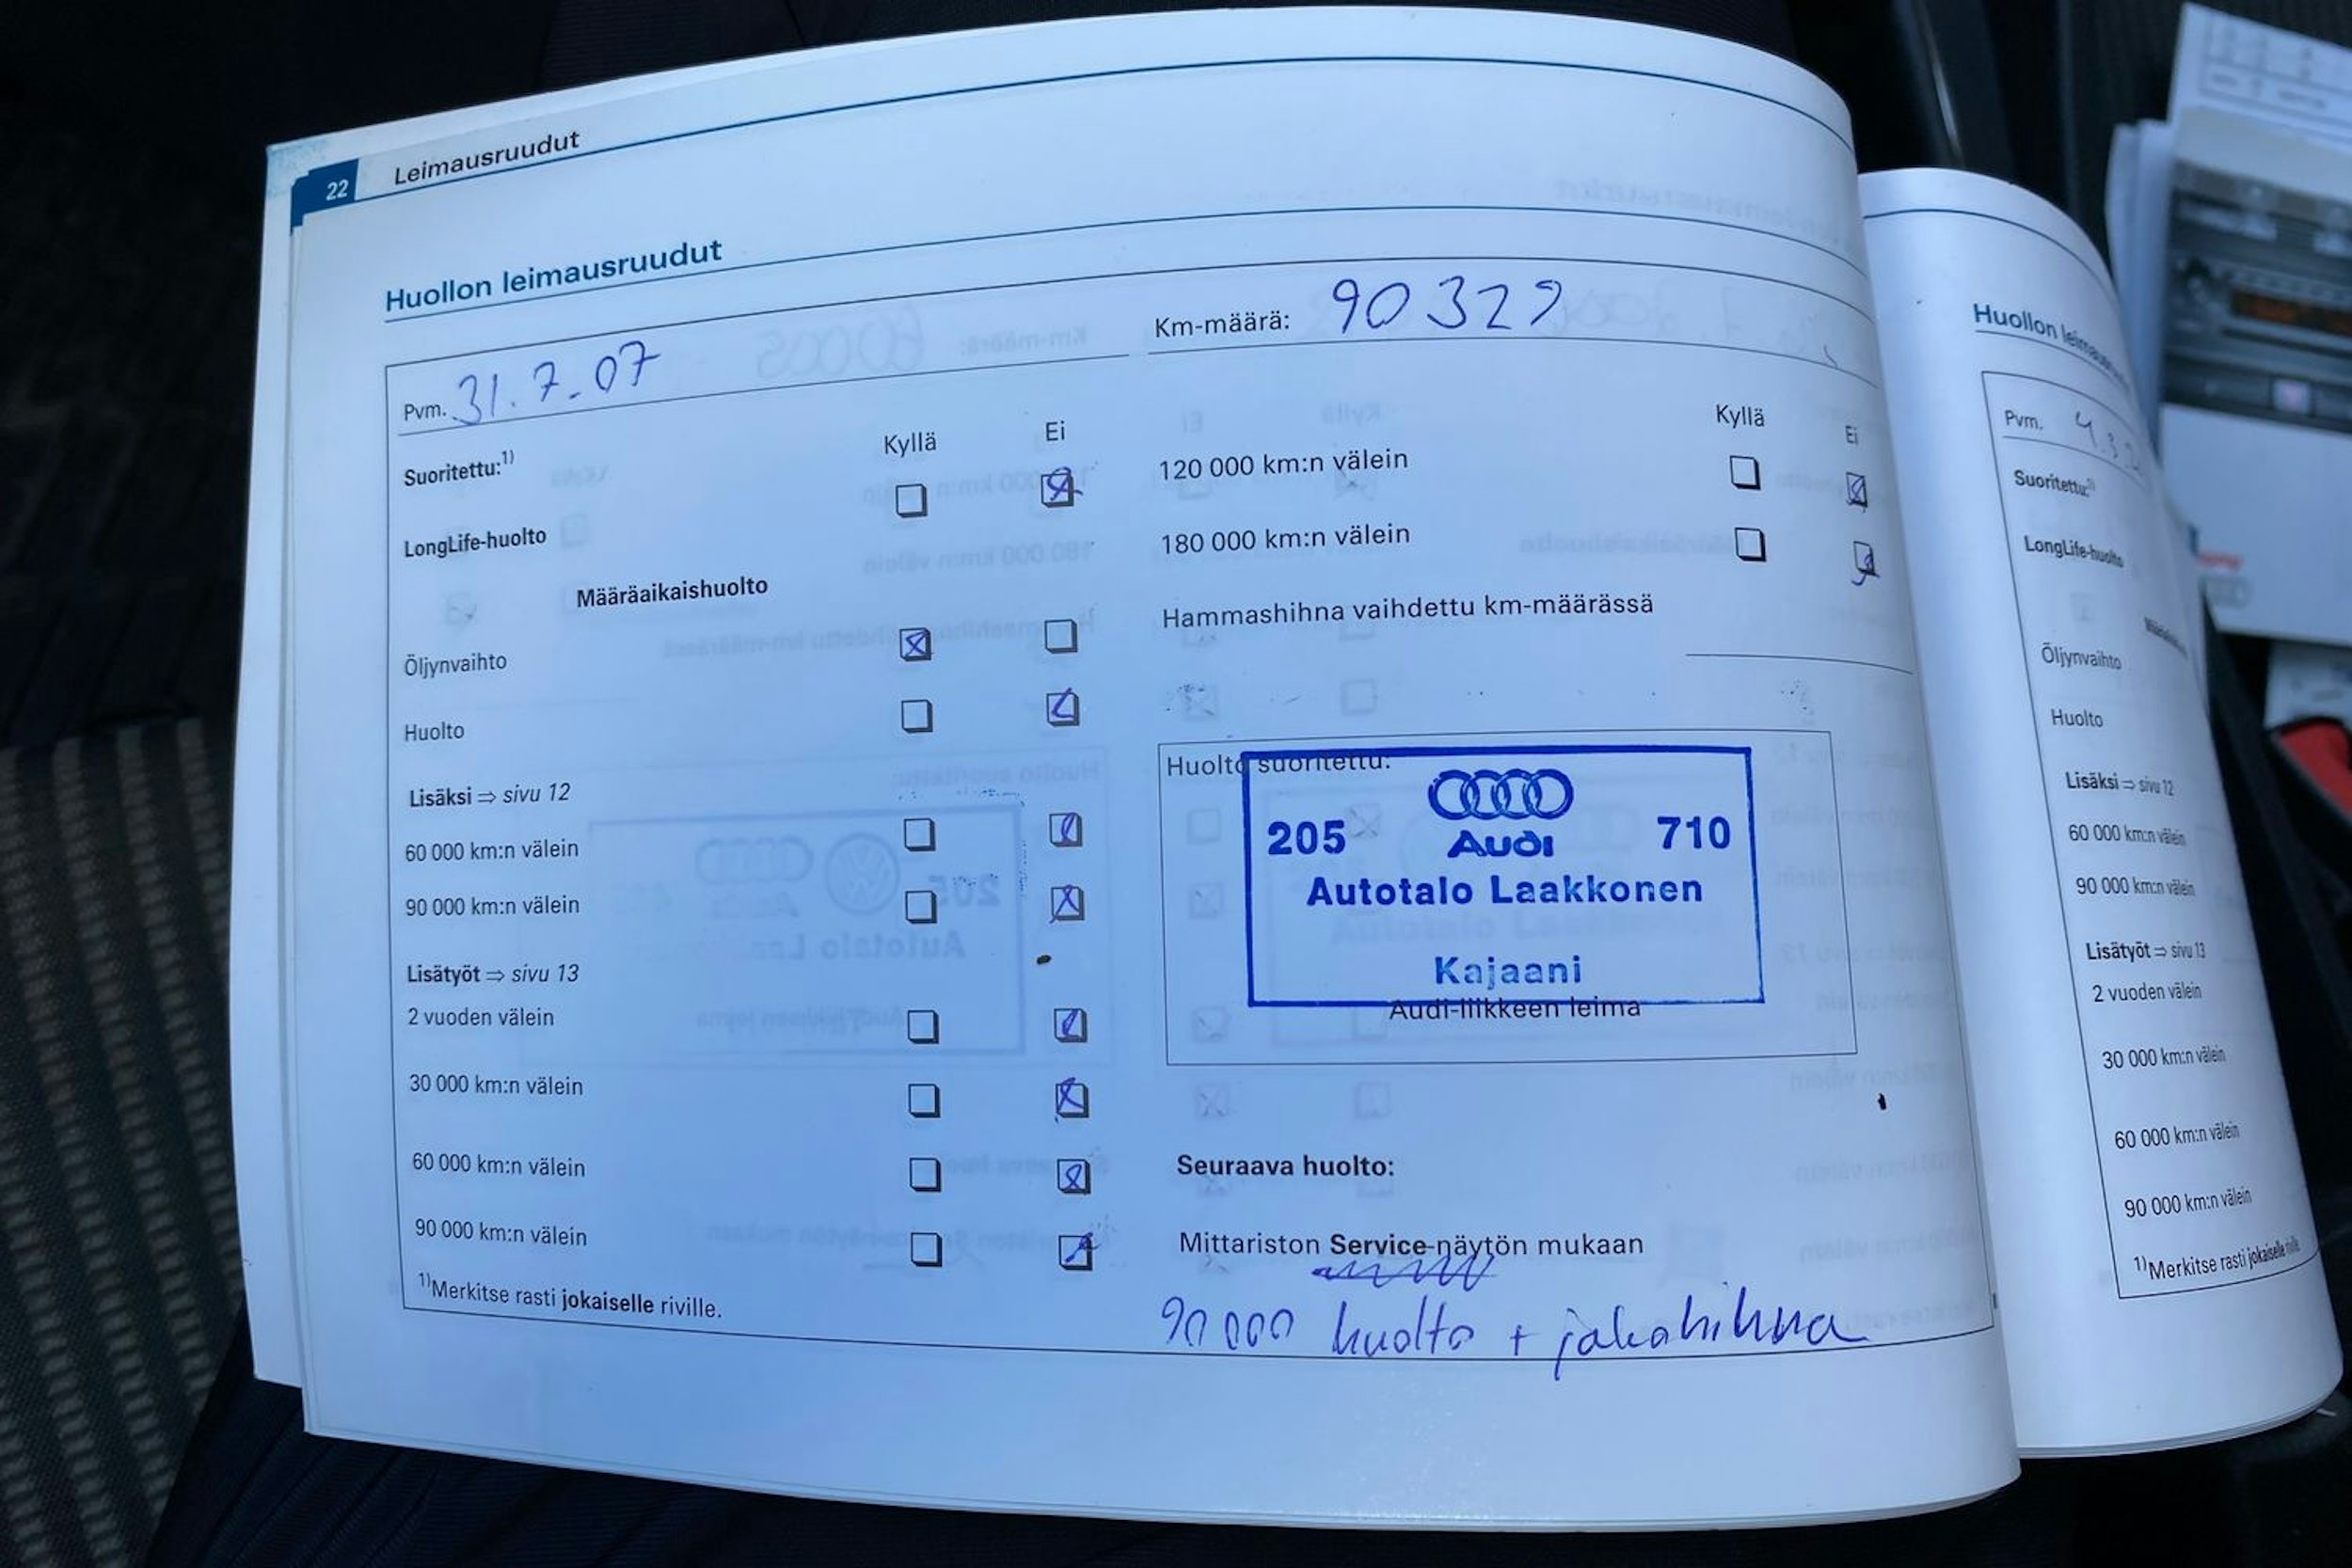 22 Leimausruudut
Huollon leimausruudut
Pvm. 31.7.07
Km-määrä: 90329
Suoritettu:1) Kyllä Ei
LongLife-huolto
Määräaikaishuolto
Öljynvaihto
Huolto
Lisäksi ⇒ sivu 12
60 000 km:n välein
90 000 km:n välein
Lisätyöt ⇒ sivu 13
2 vuoden välein
30 000 km:n välein
60 000 km:n välein
90 000 km:n välein
1)Merkitse rasti jokaiselle riville.
Kyllä Ei
120 000 km:n välein
180 000 km:n välein
Hammashihna vaihdettu km-määrässä
Huolto suoritettu:
205 Audi 710
Autotalo Laakkonen
Kajaani
Audi-liikkeen leima
Seuraava huolto:
Mittariston Service-näytön mukaan
90 000 huolto + jakohihna
Huollon
Pvm. 4.3.
Suoritettu:1)
LongLife-huolto
Öljynvaihto
Huolto
Lisäksi ⇒ sivu 12
60 000 km:n välein
90 000 km:n välein
Lisätyöt ⇒ sivu 13
2 vuoden välein
30 000 km:n välein
60 000 km:n välein
90 000 km:n välein
1)Merkitse rasti jokaiselle